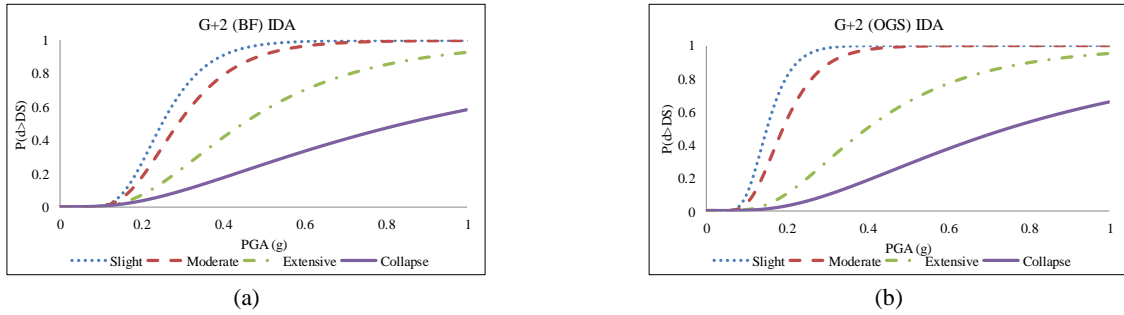 G+2 (BF) IDA
1
0.8
0.6
0.4
0.2
0
P(d>DS)
0 0.2 0.4 0.6 0.8 1
PGA (g)
Slight Moderate Extensive Collapse
(a)
G+2 (OGS) IDA
1
0.8
0.6
0.4
0.2
0
P(d>DS)
0 0.2 0.4 0.6 0.8 1
PGA (g)
Slight Moderate Extensive Collapse
(b)